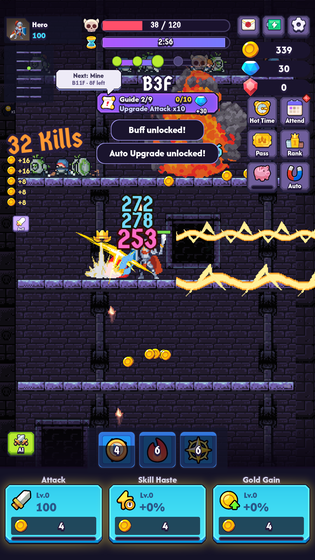 Hero
100
38 / 120
2:56
339
30
0
Next: Mine
B11F - 8F left
B3F
Guide 2/9
0/10
Upgrade Attack x10
+30
Buff unlocked!
Auto Upgrade unlocked!
Hot Time
Attend
Pass
Rank
Auto
32 Kills
+16
+16
+8
+8
272
278
253
AI
4
6
6
Attack
Skill Haste
Gold Gain
Lv.0
100
Lv.0
+0%
Lv.0
+0%
4
4
4